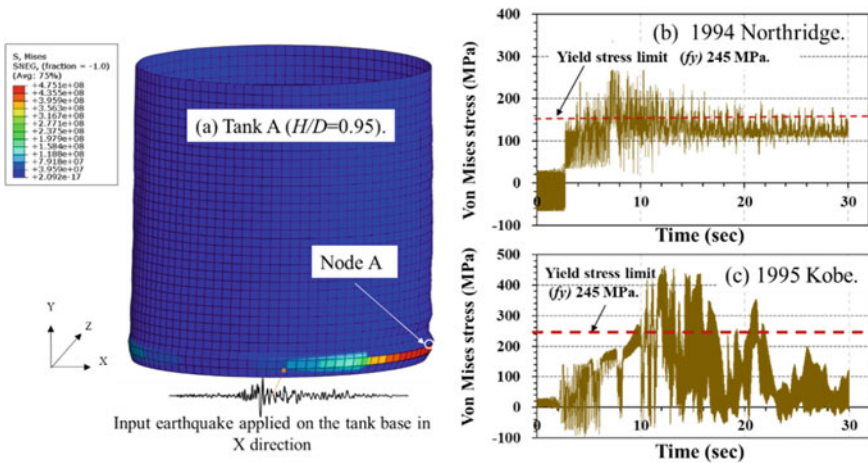 S, Mises
SNEG, (fraction = -1.0)
(Avg: 75%)
+4.751e+08
+4.355e+08
+3.959e+08
+3.563e+08
+3.167e+08
+2.771e+08
+2.375e+08
+1.979e+08
+1.584e+08
+1.188e+08
+7.918e+07
+3.959e+07
+2.092e-17
(a) Tank A (H/D=0.95).
Node A
Y
Z
X
Input earthquake applied on the tank base in
X direction
(b) 1994 Northridge.
Yield stress limit (fy) 245 MPa.
Von Mises stress (MPa)
400
300
200
100
0
-100
0 10 20 30
Time (sec)
(c) 1995 Kobe.
Yield stress limit
(fy) 245 MPa.
Von Mises stress (MPa)
500
400
300
200
100
0
-100
0 10 20 30
Time (sec)